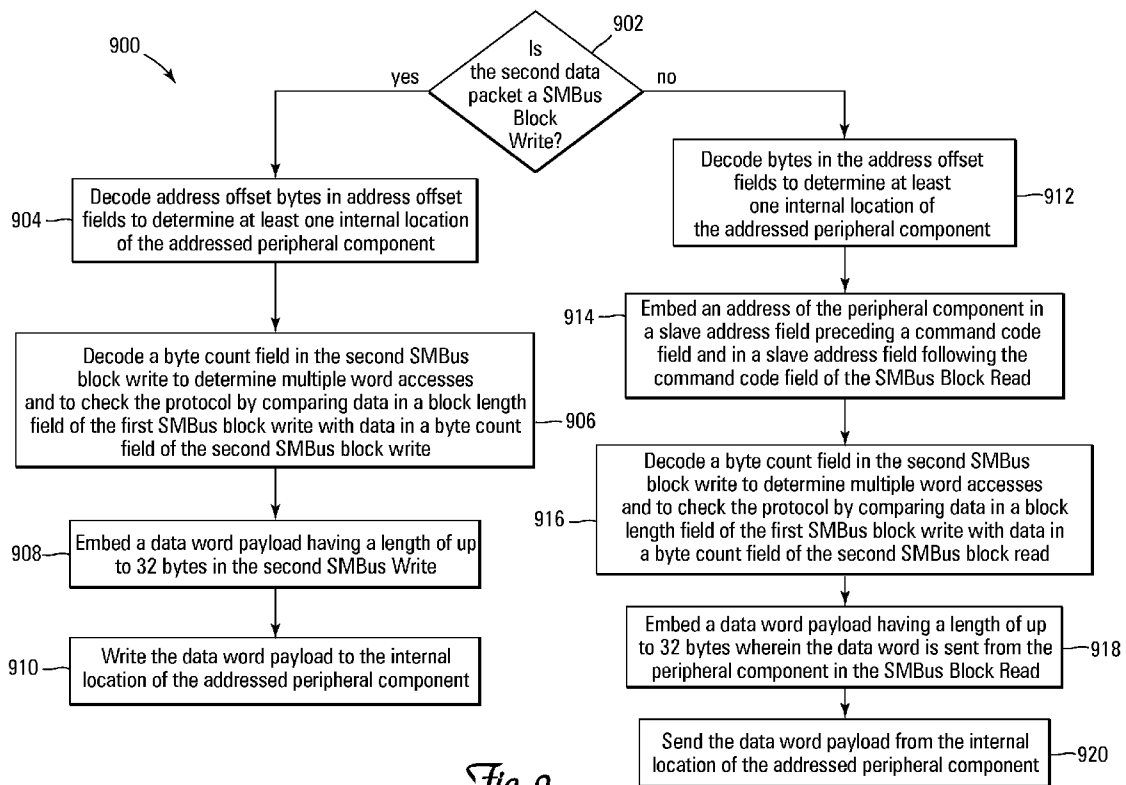 900
902
Is
the second data
packet a SMBus
Block
Write?
yes
no
904
Decode address offset bytes in address offset
fields to determine at least one internal location
of the addressed peripheral component
Decode a byte count field in the second SMBus
block write to determine multiple word accesses
and to check the protocol by comparing data in a block length
field of the first SMBus block write with data in a byte count
field of the second SMBus block write
906
908
Embed a data word payload having a length of up
to 32 bytes in the second SMBus Write
910
Write the data word payload to the internal
location of the addressed peripheral component
Decode bytes in the address offset
fields to determine at least
one internal location of
the addressed peripheral component
912
914
Embed an address of the peripheral component in
a slave address field preceding a command code
field and in a slave address field following the
command code field of the SMBus Block Read
916
Decode a byte count field in the second SMBus
block write to determine multiple word accesses
and to check the protocol by comparing data in a block
length field of the first SMBus block write with data in
a byte count field of the second SMBus block read
Embed a data word payload having a length of up
to 32 bytes wherein the data word is sent from the
peripheral component in the SMBus Block Read
918
Send the data word payload from the internal
location of the addressed peripheral component
920
Fig. 9